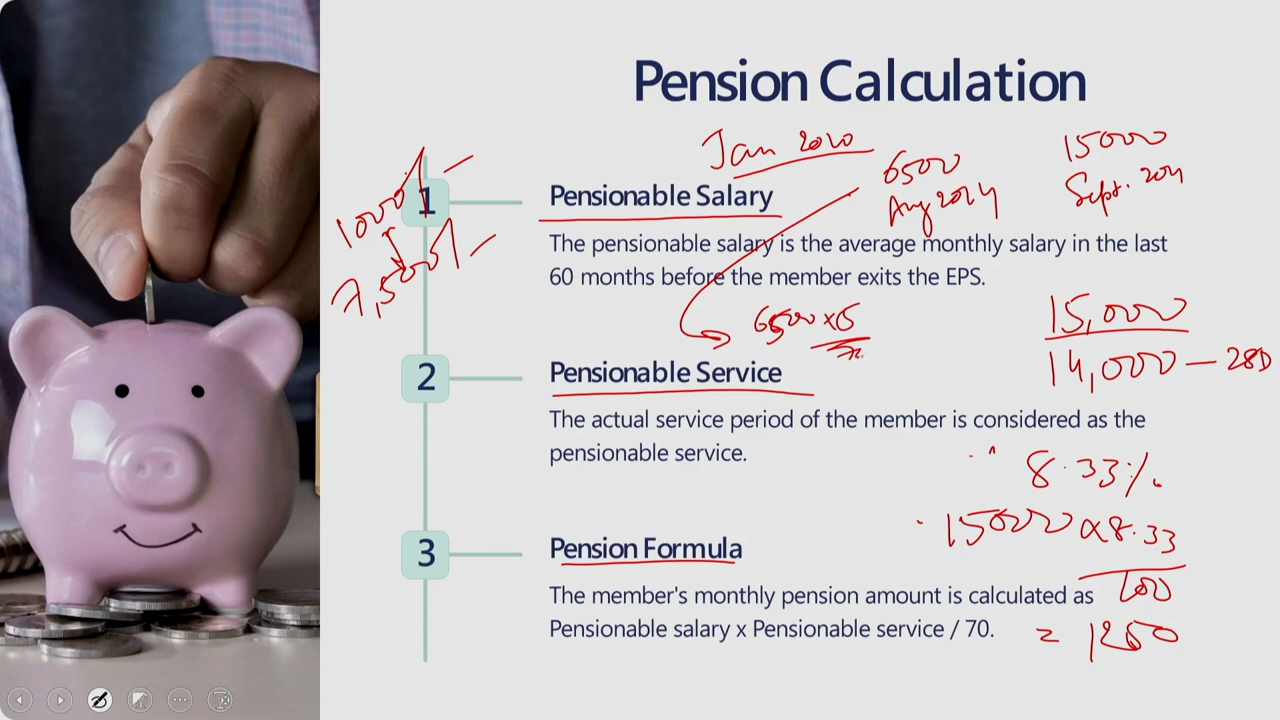 Pension Calculation
Jan 2020
6500
Aug 2014
15000
Sept. 2014
1000/-
7,500/-
1
Pensionable Salary
The pensionable salary is the average monthly salary in the last
60 months before the member exits the EPS.
6500 x
15,000
14,000 — 28D
2
Pensionable Service
The actual service period of the member is considered as the
pensionable service.
8.33%
15000 x 8.33
100
= 1250
3
Pension Formula
The member's monthly pension amount is calculated as
Pensionable salary x Pensionable service / 70.